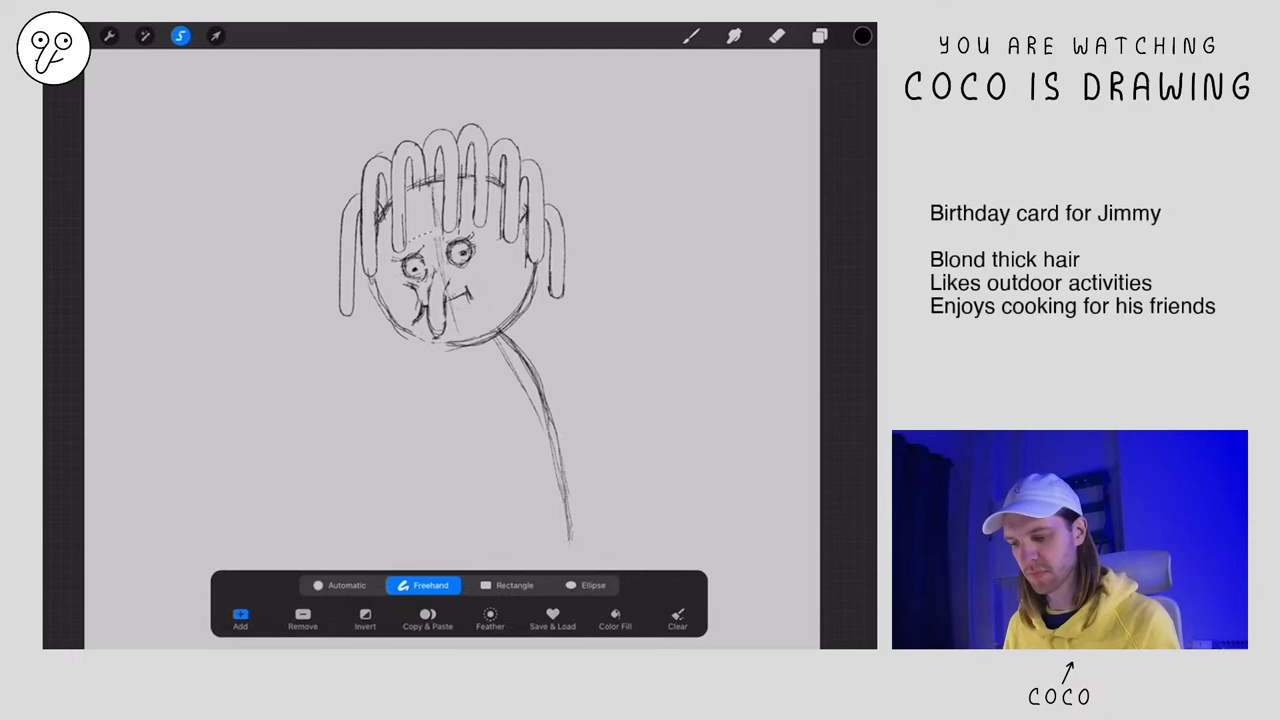 YOU ARE WATCHING
COCO IS DRAWING
Birthday card for Jimmy
Blond thick hair
Likes outdoor activities
Enjoys cooking for his friends
Automatic Freehand Rectangle Ellipse
Add Remove Invert Copy & Paste Feather Save & Load Color Fill Clear
COCO